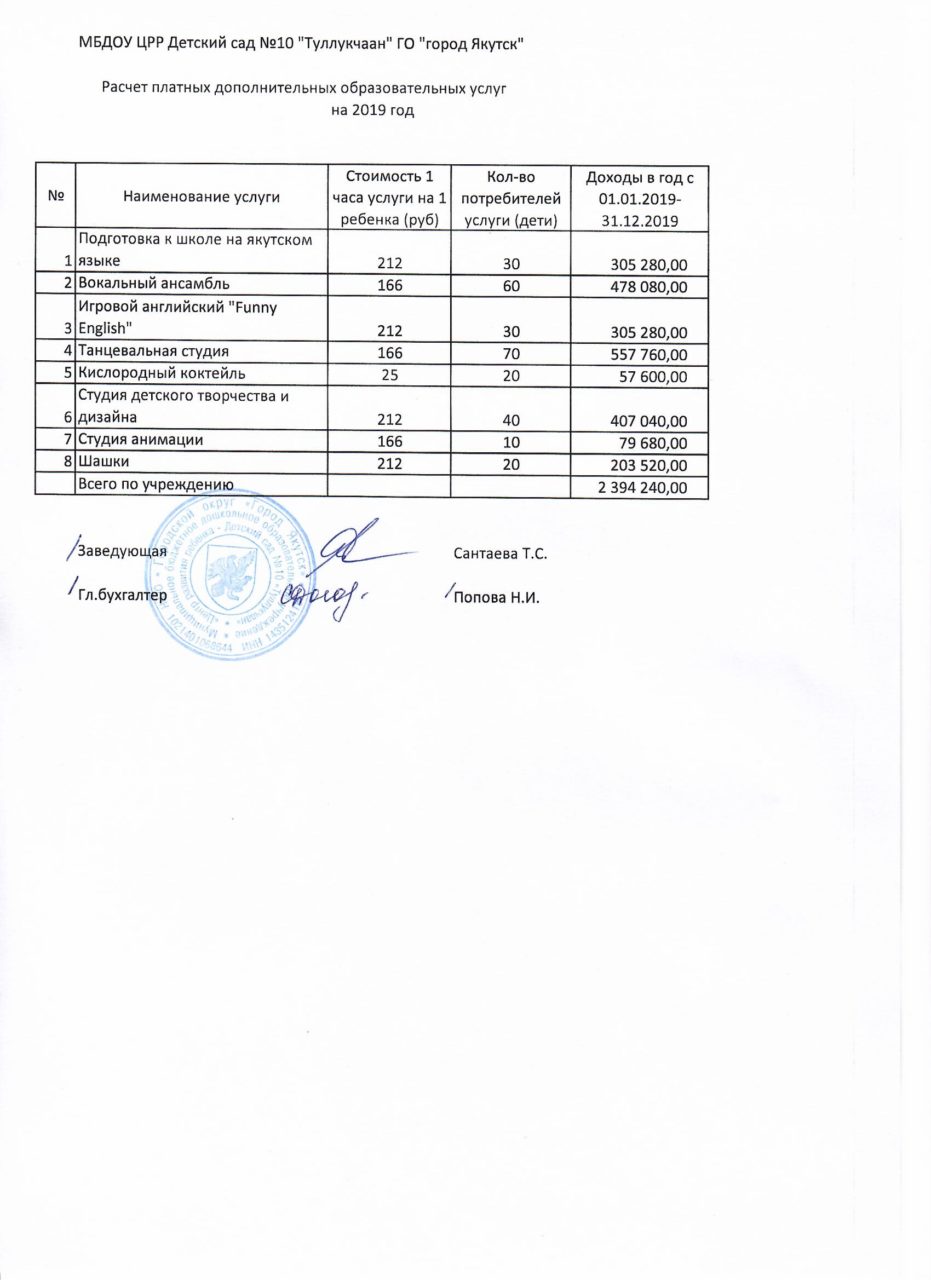 МБДОУ ЦРР Детский сад №10 "Туллукчаан" ГО "город Якутск"
Расчет платных дополнительных образовательных услуг
на 2019 год
№ Наименование услуги Стоимость 1 часа услуги на 1 ребенка (руб) Кол-во потребителей услуги (дети) Доходы в год с 01.01.2019-31.12.2019
1 Подготовка к школе на якутском языке 212 30 305 280,00
2 Вокальный ансамбль 166 60 478 080,00
3 Игровой английский "Funny English" 212 30 305 280,00
4 Танцевальная студия 166 70 557 760,00
5 Кислородный коктейль 25 20 57 600,00
6 Студия детского творчества и дизайна 212 40 407 040,00
7 Студия анимации 166 10 79 680,00
8 Шашки 212 20 203 520,00
Всего по учреждению 2 394 240,00
Заведующая Сантаева Т.С.
Гл.бухгалтер Попова Н.И.
Городской округ «Город Якутск»
Муниципальное бюджетное дошкольное
Центр развития ребенка - Детский сад №10 «Туллукчаан»